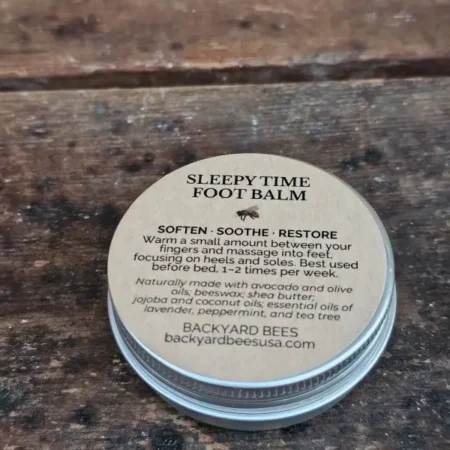 SLEEPY TIME
FOOT BALM
SOFTEN · SOOTHE · RESTORE
Warm a small amount between your
fingers and massage into feet,
focusing on heels and soles. Best used
before bed, 1–2 times per week.
Naturally made with avocado and olive
oils; beeswax; shea butter;
jojoba and coconut oils; essential oils of
lavender, peppermint, and tea tree
BACKYARD BEES
backyardbeesusa.com